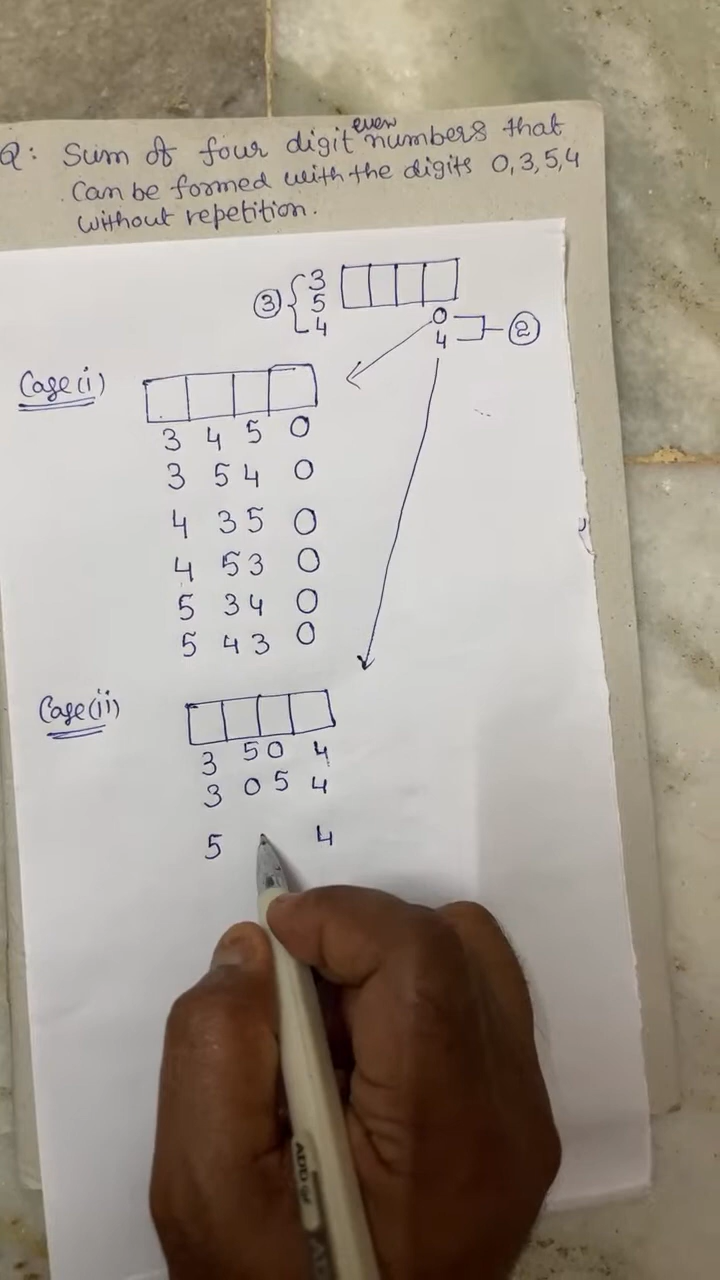 Q: Sum of four digit even numbers that
can be formed with the digits 0,3,5,4
without repetition.
3 { 3
5
4
0
4 2
Case(i)
3 4 5 0
3 5 4 0
4 3 5 0
4 5 3 0
5 3 4 0
5 4 3 0
Case(ii)
3 5 0 4
3 0 5 4
5 4